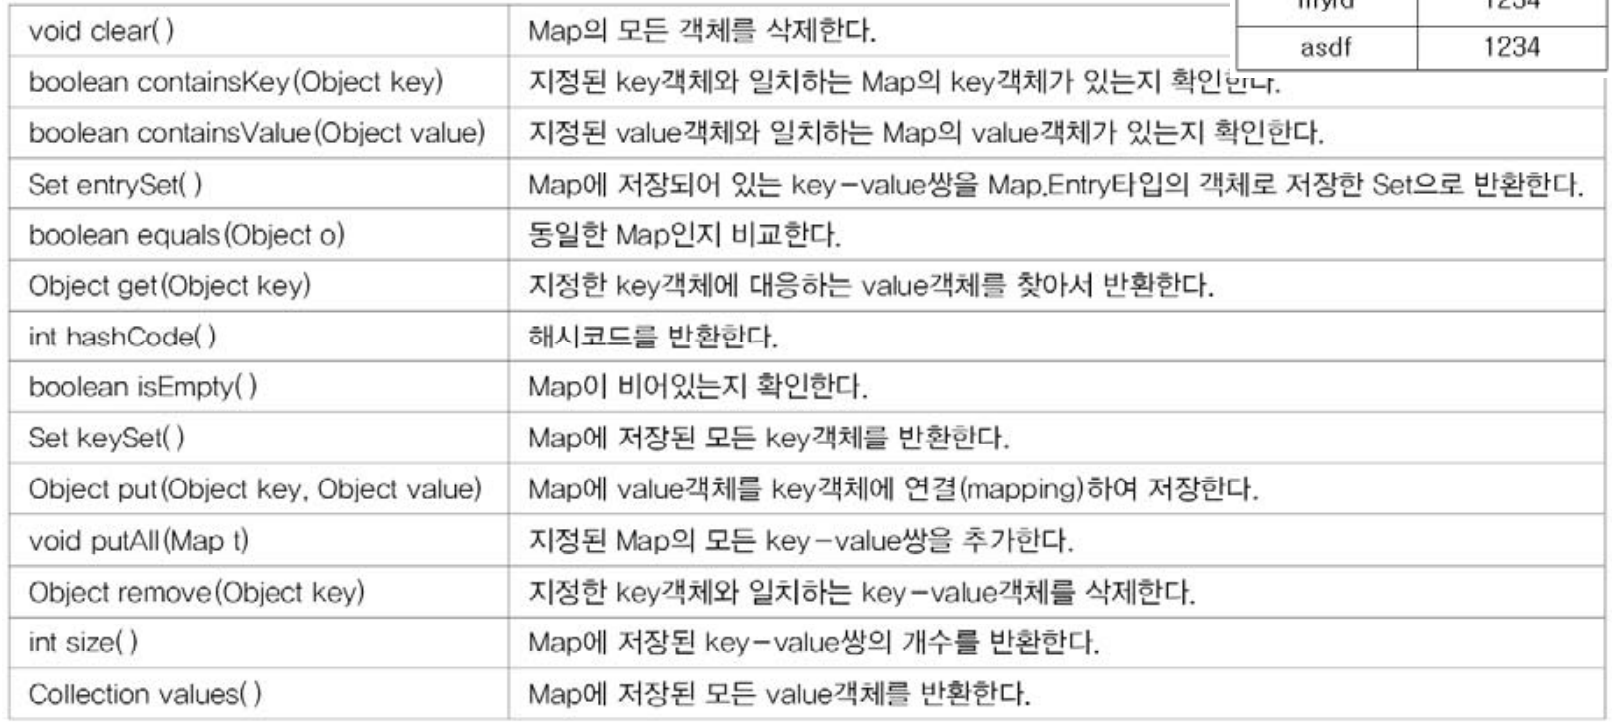 1234
asdf 1234
void clear( ) Map의 모든 객체를 삭제한다.
boolean containsKey(Object key) 지정된 key객체와 일치하는 Map의 key객체가 있는지 확인한다.
boolean containsValue(Object value) 지정된 value객체와 일치하는 Map의 value객체가 있는지 확인한다.
Set entrySet( ) Map에 저장되어 있는 key-value쌍을 Map.Entry타입의 객체로 저장한 Set으로 반환한다.
boolean equals(Object o) 동일한 Map인지 비교한다.
Object get(Object key) 지정한 key객체에 대응하는 value객체를 찾아서 반환한다.
int hashCode( ) 해시코드를 반환한다.
boolean isEmpty( ) Map이 비어있는지 확인한다.
Set keySet( ) Map에 저장된 모든 key객체를 반환한다.
Object put(Object key, Object value) Map에 value객체를 key객체에 연결(mapping)하여 저장한다.
void putAll(Map t) 지정된 Map의 모든 key-value쌍을 추가한다.
Object remove(Object key) 지정한 key객체와 일치하는 key-value객체를 삭제한다.
int size( ) Map에 저장된 key-value쌍의 개수를 반환한다.
Collection values( ) Map에 저장된 모든 value객체를 반환한다.